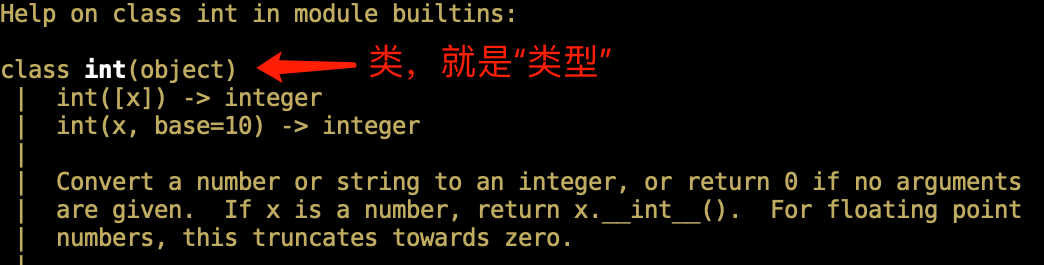 Help on class int in module builtins:
class int(object) 类，就是“类型”
 |  int([x]) -> integer
 |  int(x, base=10) -> integer
 |
 |  Convert a number or string to an integer, or return 0 if no arguments
 |  are given.  If x is a number, return x.__int__().  For floating point
 |  numbers, this truncates towards zero.
 |